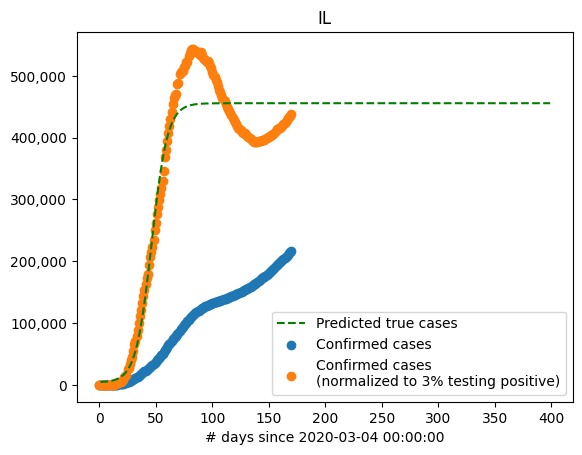 IL
500,000
400,000
300,000
200,000
100,000
0
Predicted true cases
Confirmed cases
Confirmed cases
(normalized to 3% testing positive)
0 50 100 150 200 250 300 350 400
# days since 2020-03-04 00:00:00